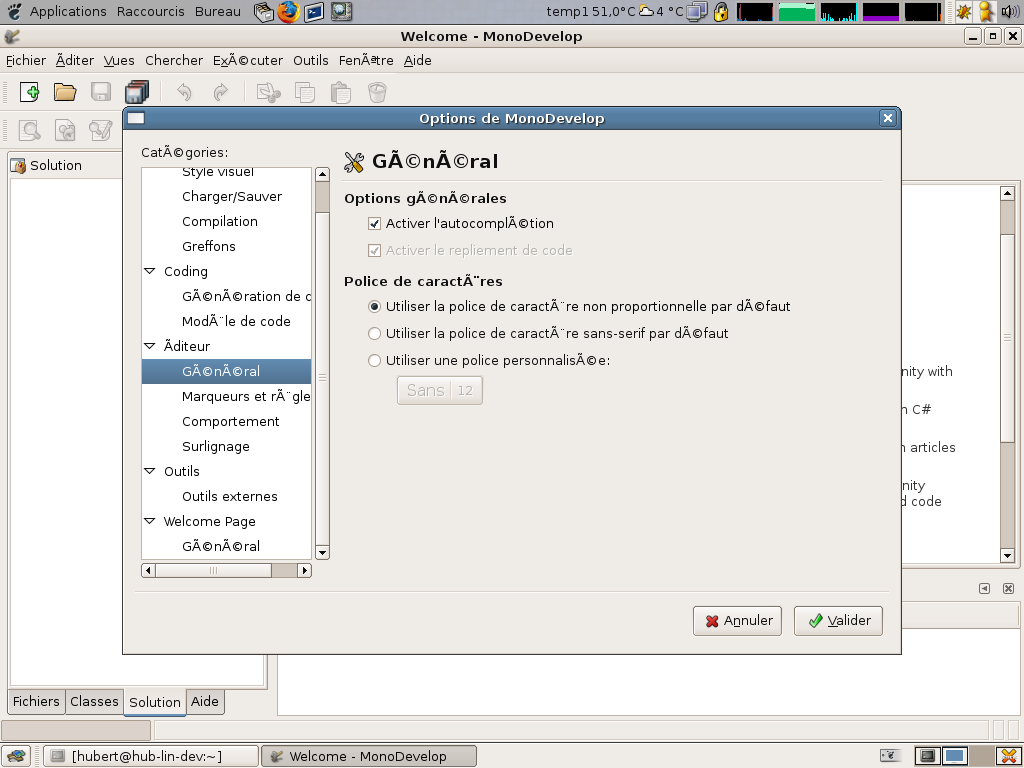 Applications Raccourcis Bureau temp1 51,0°C 4 °C
Welcome - MonoDevelop
Fichier Ãditer Vues Chercher ExÃ©cuter Outils FenÃªtre Aide
Options de MonoDevelop
Solution
CatÃ©gories:
Style visuel
Charger/Sauver
Compilation
Greffons
Coding
GÃ©nÃ©ration de c
ModÃ¨le de code
Ãditeur
GÃ©nÃ©ral
Marqueurs et rÃ¨gle
Comportement
Surlignage
Outils
Outils externes
Welcome Page
GÃ©nÃ©ral
GÃ©nÃ©ral
Options gÃ©nÃ©rales
Activer l'autocomplÃ©tion
Activer le repliement de code
Police de caractÃ¨res
Utiliser la police de caractÃ¨re non proportionnelle par dÃ©faut
Utiliser la police de caractÃ¨re sans-serif par dÃ©faut
Utiliser une police personnalisÃ©e:
Sans 12
Annuler Valider
nity with
n C#
n articles
nity
d code
Fichiers Classes Solution Aide
[hubert@hub-lin-dev:~] Welcome - MonoDevelop